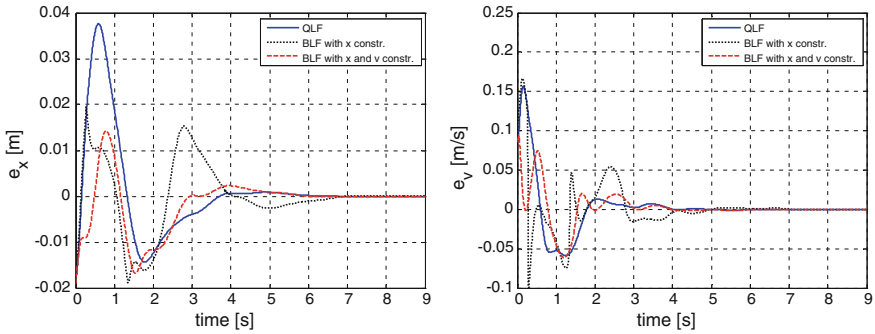 0.04
0.03
0.02
0.01
0
-0.01
-0.02
e_x [m]
0 1 2 3 4 5 6 7 8 9
time [s]
QLF
BLF with x constr.
BLF with x and v constr.
0.25
0.2
0.15
0.10
0.05
0
-0.05
-0.1
e_v [m/s]
0 1 2 3 4 5 6 7 8 9
time [s]
QLF
BLF with x constr.
BLF with x and v constr.